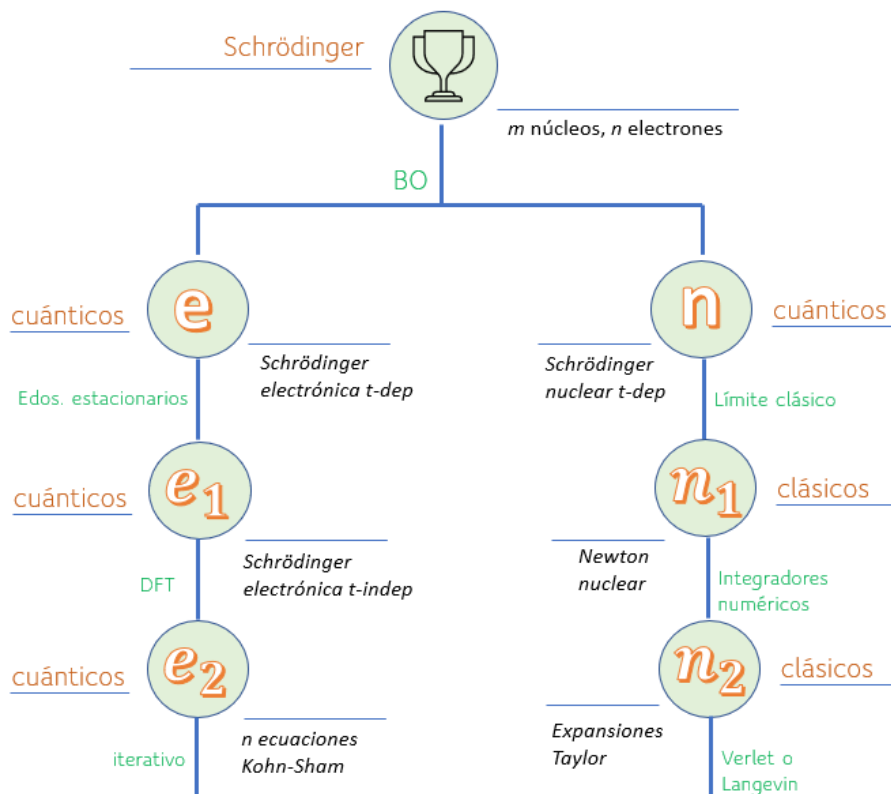 Schrödinger
m núcleos, n electrones
BO
cuánticos
e
Schrödinger
electrónica t-dep
n
Schrödinger
nuclear t-dep
cuánticos
Edos. estacionarios
Límite clásico
cuánticos
e1
Schrödinger
electrónica t-indep
n1
Newton
nuclear
clásicos
DFT
Integradores
numéricos
cuánticos
e2
n ecuaciones
Kohn-Sham
n2
Expansiones
Taylor
clásicos
iterativo
Verlet o
Langevin